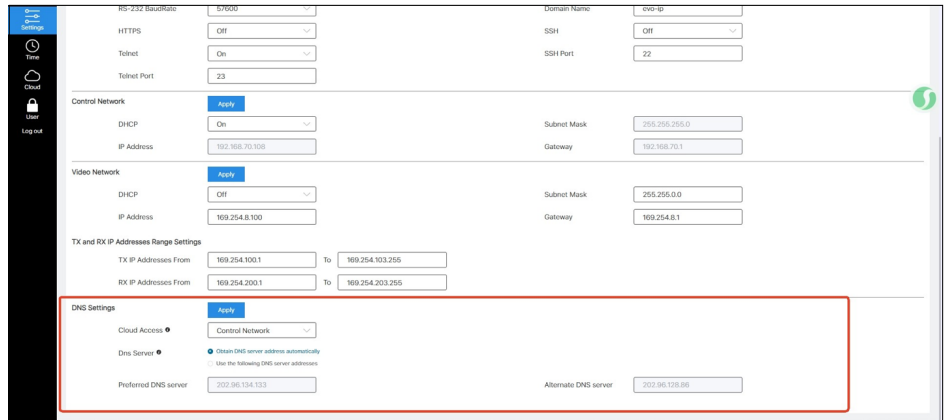 RS-232 BaudRate 57600 Domain Name evo-ip
Settings
HTTPS Off SSH Off
Time
Telnet On SSH Port 22
Telnet Port 23
Cloud
Control Network Apply
User
DHCP On Subnet Mask 255.255.255.0
Log out
IP Address 192.168.70.108 Gateway 192.168.70.1
Video Network Apply
DHCP Off Subnet Mask 255.255.0.0
IP Address 169.254.8.100 Gateway 169.254.8.1
TX and RX IP Addresses Range Settings
TX IP Addresses From 169.254.100.1 To 169.254.103.255
RX IP Addresses From 169.254.200.1 To 169.254.203.255
DNS Settings Apply
Cloud Access Control Network
Dns Server Obtain DNS server address automatically
Use the following DNS server addresses
Preferred DNS server 202.96.134.133 Alternate DNS server 202.96.128.86